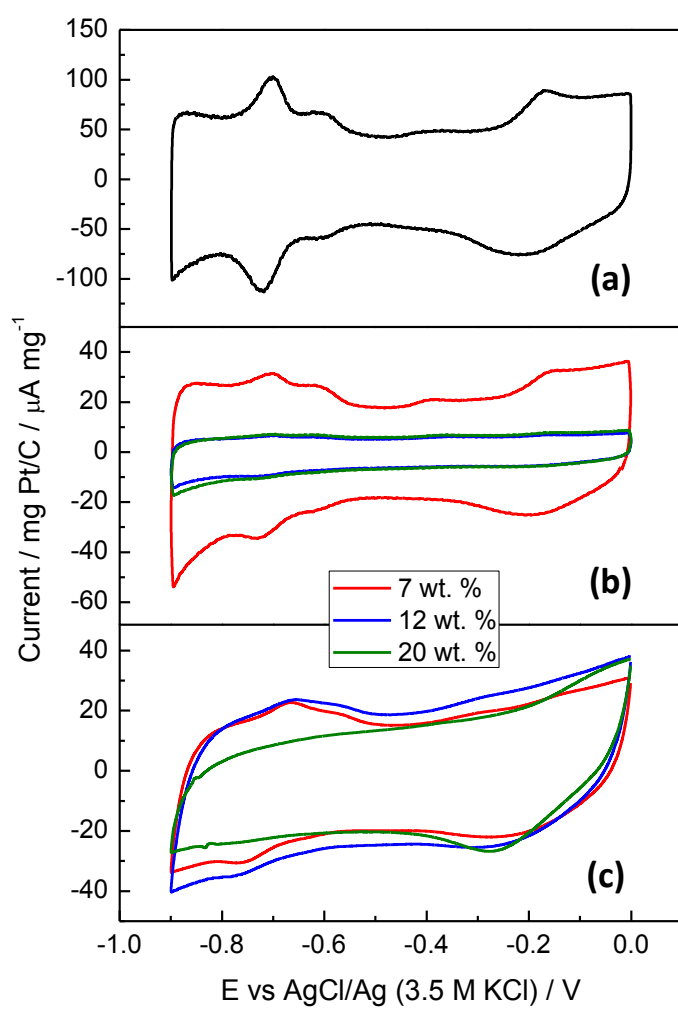 150
100
50
0
-50
-100
(a)
40
20
0
-20
-40
-60
(b)
7 wt. %
12 wt. %
20 wt. %
40
20
0
-20
-40
(c)
Current / mg Pt/C / μA mg⁻¹
-1.0 -0.8 -0.6 -0.4 -0.2 0.0
E vs AgCl/Ag (3.5 M KCl) / V